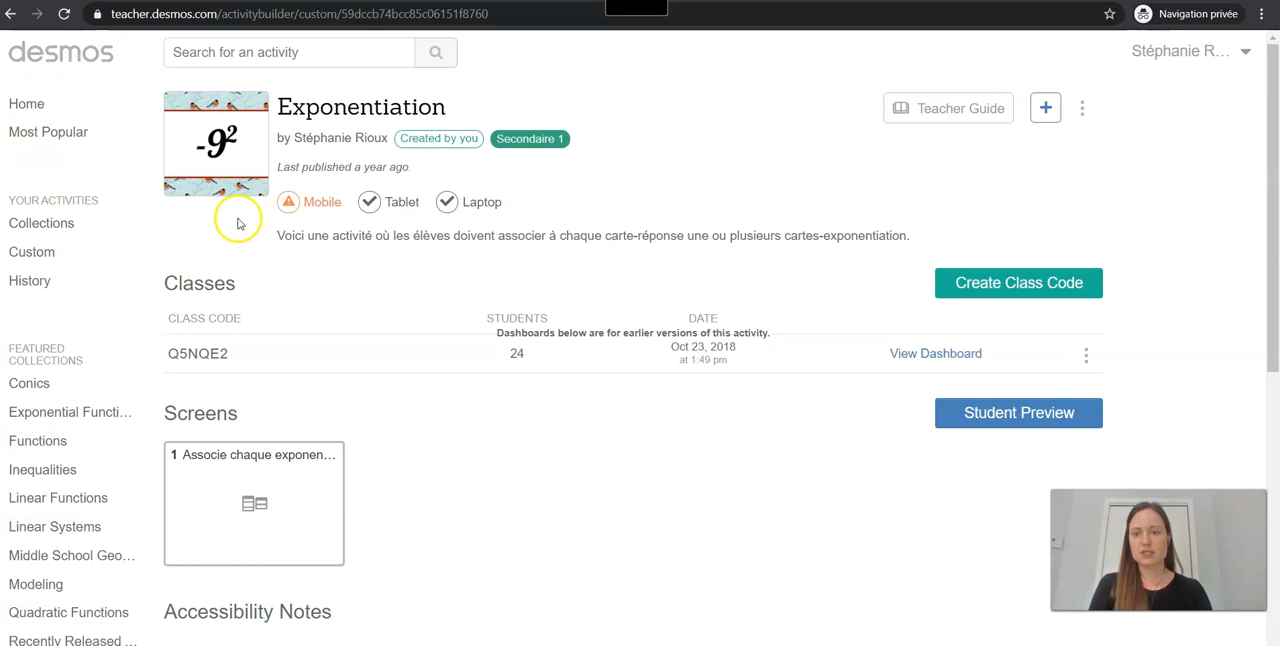 teacher.desmos.com/activitybuilder/custom/59dccb74bcc85c06151f8760
Navigation privée
desmos
Search for an activity
Stéphanie R...
Home
Most Popular
YOUR ACTIVITIES
Collections
Custom
History
FEATURED
COLLECTIONS
Conics
Exponential Functi...
Functions
Inequalities
Linear Functions
Linear Systems
Middle School Geo...
Modeling
Quadratic Functions
Recently Released ...
-9²
Exponentiation
by Stéphanie Rioux Created by you Secondaire 1
Last published a year ago.
Mobile Tablet Laptop
Voici une activité où les élèves doivent associer à chaque carte-réponse une ou plusieurs cartes-exponentiation.
Teacher Guide +
Classes
Create Class Code
CLASS CODE STUDENTS DATE
Dashboards below are for earlier versions of this activity.
Q5NQE2 24 Oct 23, 2018 View Dashboard
at 1:49 pm
Screens
Student Preview
1 Associe chaque exponen...
Accessibility Notes